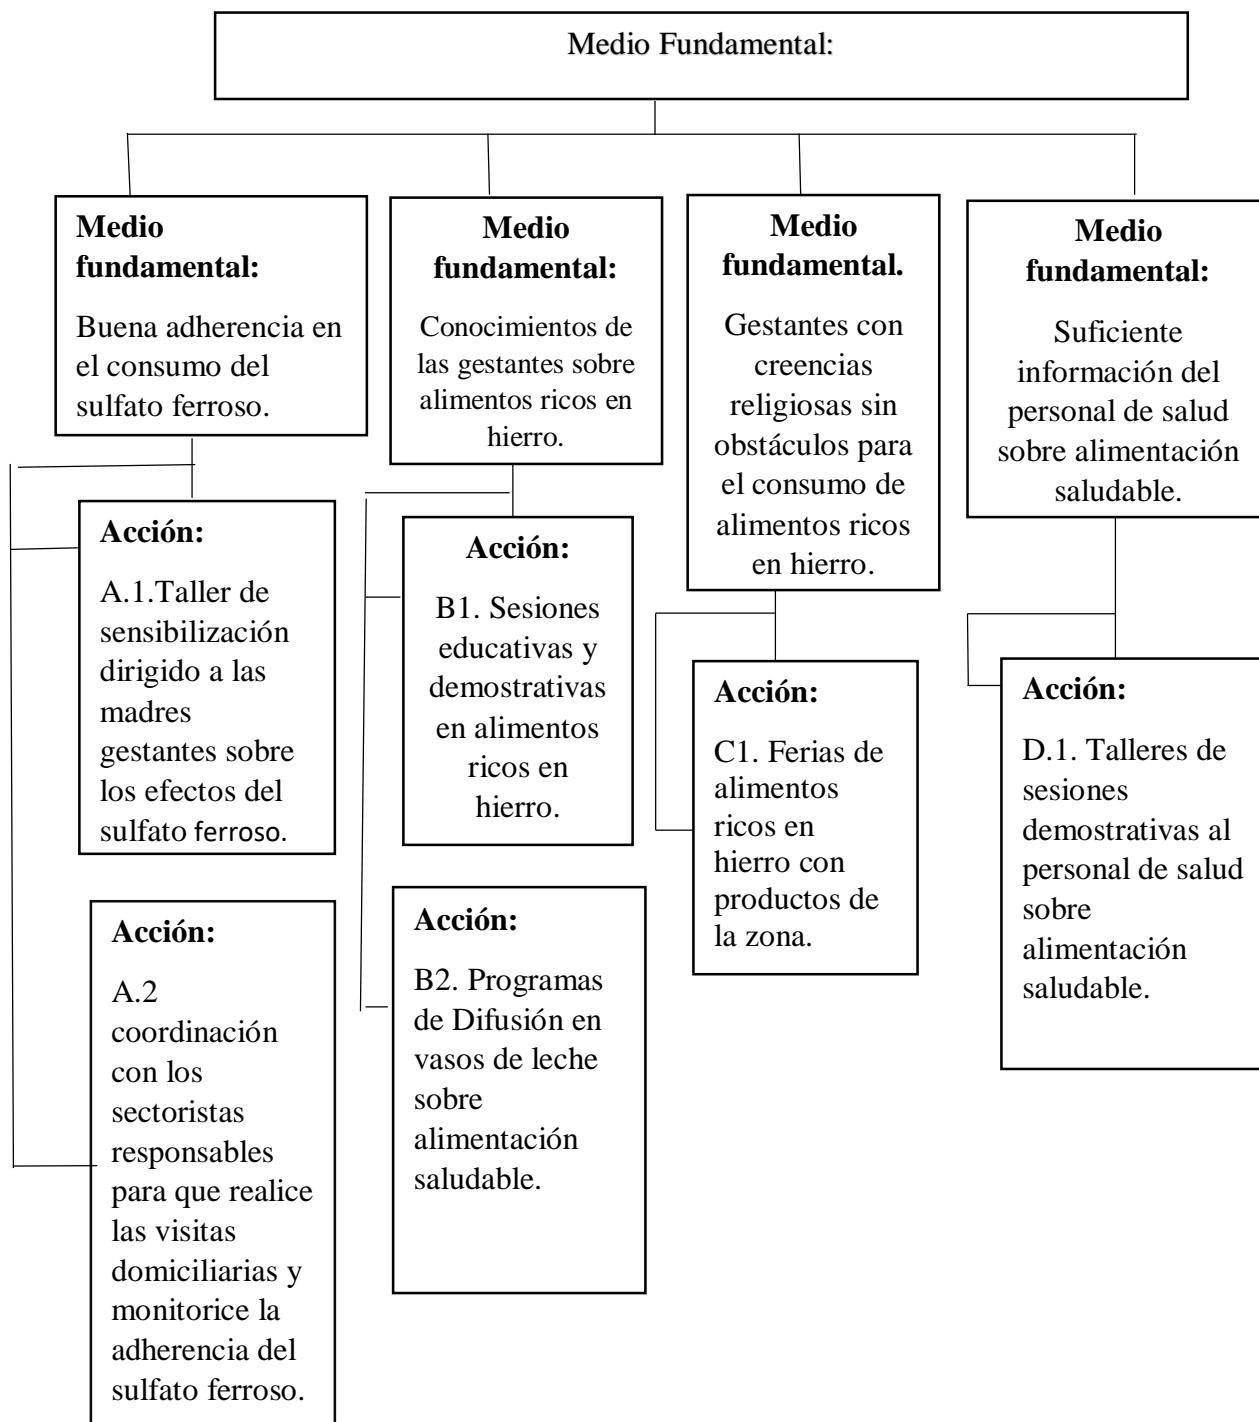 Medio Fundamental:
Medio
fundamental:
Buena adherencia en
el consumo del
sulfato ferroso.
Medio
fundamental:
Conocimientos de
las gestantes sobre
alimentos ricos en
hierro.
Medio
fundamental.
Gestantes con
creencias
religiosas sin
obstáculos para
el consumo de
alimentos ricos
en hierro.
Medio
fundamental:
Suficiente
información del
personal de salud
sobre alimentación
saludable.
Acción:
A.1.Taller de
sensibilización
dirigido a las
madres
gestantes sobre
los efectos del
sulfato ferroso.
Acción:
B1. Sesiones
educativas y
demostrativas
en alimentos
ricos en
hierro.
Acción:
C1. Ferias de
alimentos
ricos en
hierro con
productos de
la zona.
Acción:
D.1. Talleres de
sesiones
demostrativas al
personal de salud
sobre
alimentación
saludable.
Acción:
A.2
coordinación
con los
sectoristas
responsables
para que realice
las visitas
domiciliarias y
monitorice la
adherencia del
sulfato ferroso.
Acción:
B2. Programas
de Difusión en
vasos de leche
sobre
alimentación
saludable.